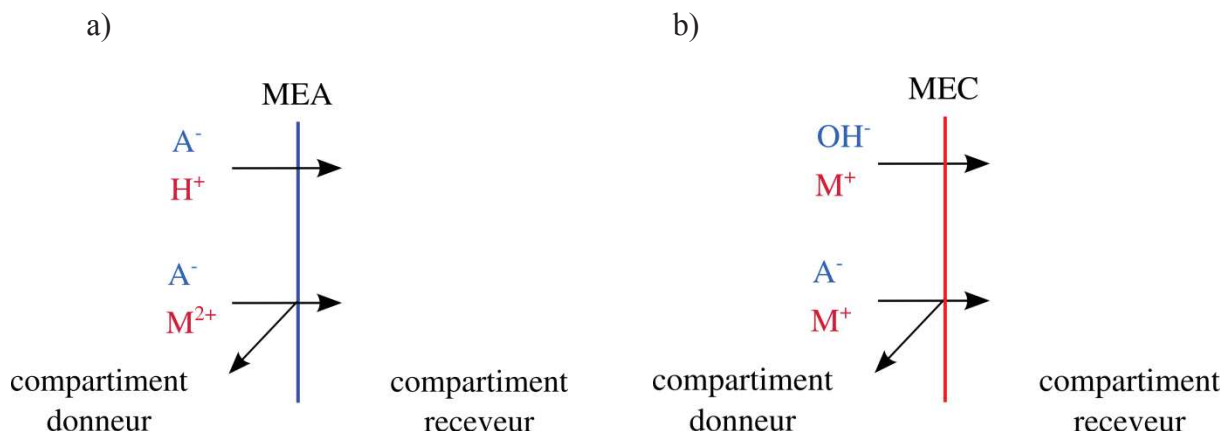 a)
MEA
A⁻
H⁺
A⁻
M²⁺
compartiment
donneur
compartiment
receveur
b)
MEC
OH⁻
M⁺
A⁻
M⁺
compartiment
donneur
compartiment
receveur